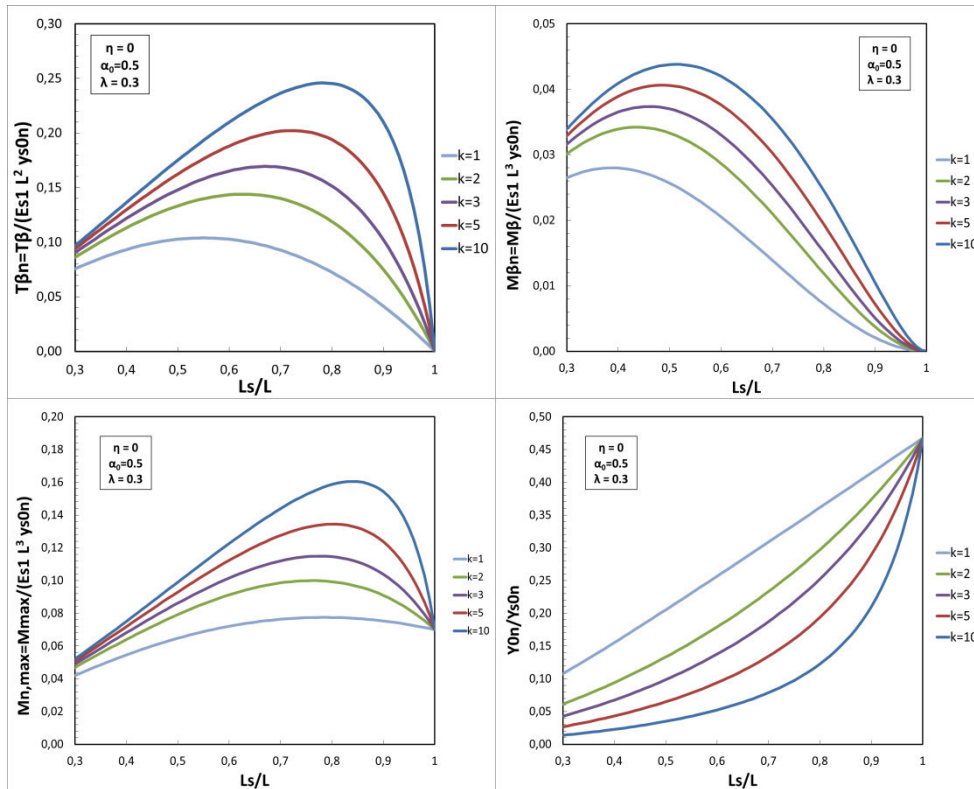 0,30
0,25
0,20
0,15
0,10
0,05
0,00
Tβn=Tβ/(Es1 L² ys0n)
η = 0
α₀=0.5
λ = 0.3
k=1
k=2
k=3
k=5
k=10
0,3 0,4 0,5 0,6 0,7 0,8 0,9 1
Ls/L
0,05
0,04
0,03
0,02
0,01
0,00
Mβn=Mβ/(Es1 L³ ys0n)
η = 0
α₀=0.5
λ = 0.3
k=1
k=2
k=3
k=5
k=10
0,3 0,4 0,5 0,6 0,7 0,8 0,9 1
Ls/L
0,20
0,18
0,16
0,14
0,12
0,10
0,08
0,06
0,04
0,02
0,00
Mn,max=Mmax/(Es1 L³ ys0n)
η = 0
α₀=0.5
λ = 0.3
k=1
k=2
k=3
k=5
k=10
0,3 0,4 0,5 0,6 0,7 0,8 0,9 1
Ls/L
0,50
0,45
0,40
0,35
0,30
0,25
0,20
0,15
0,10
0,05
0,00
Y0n/Ys0n
η = 0
α₀=0.5
λ = 0.3
k=1
k=2
k=3
k=5
k=10
0,3 0,4 0,5 0,6 0,7 0,8 0,9 1
Ls/L